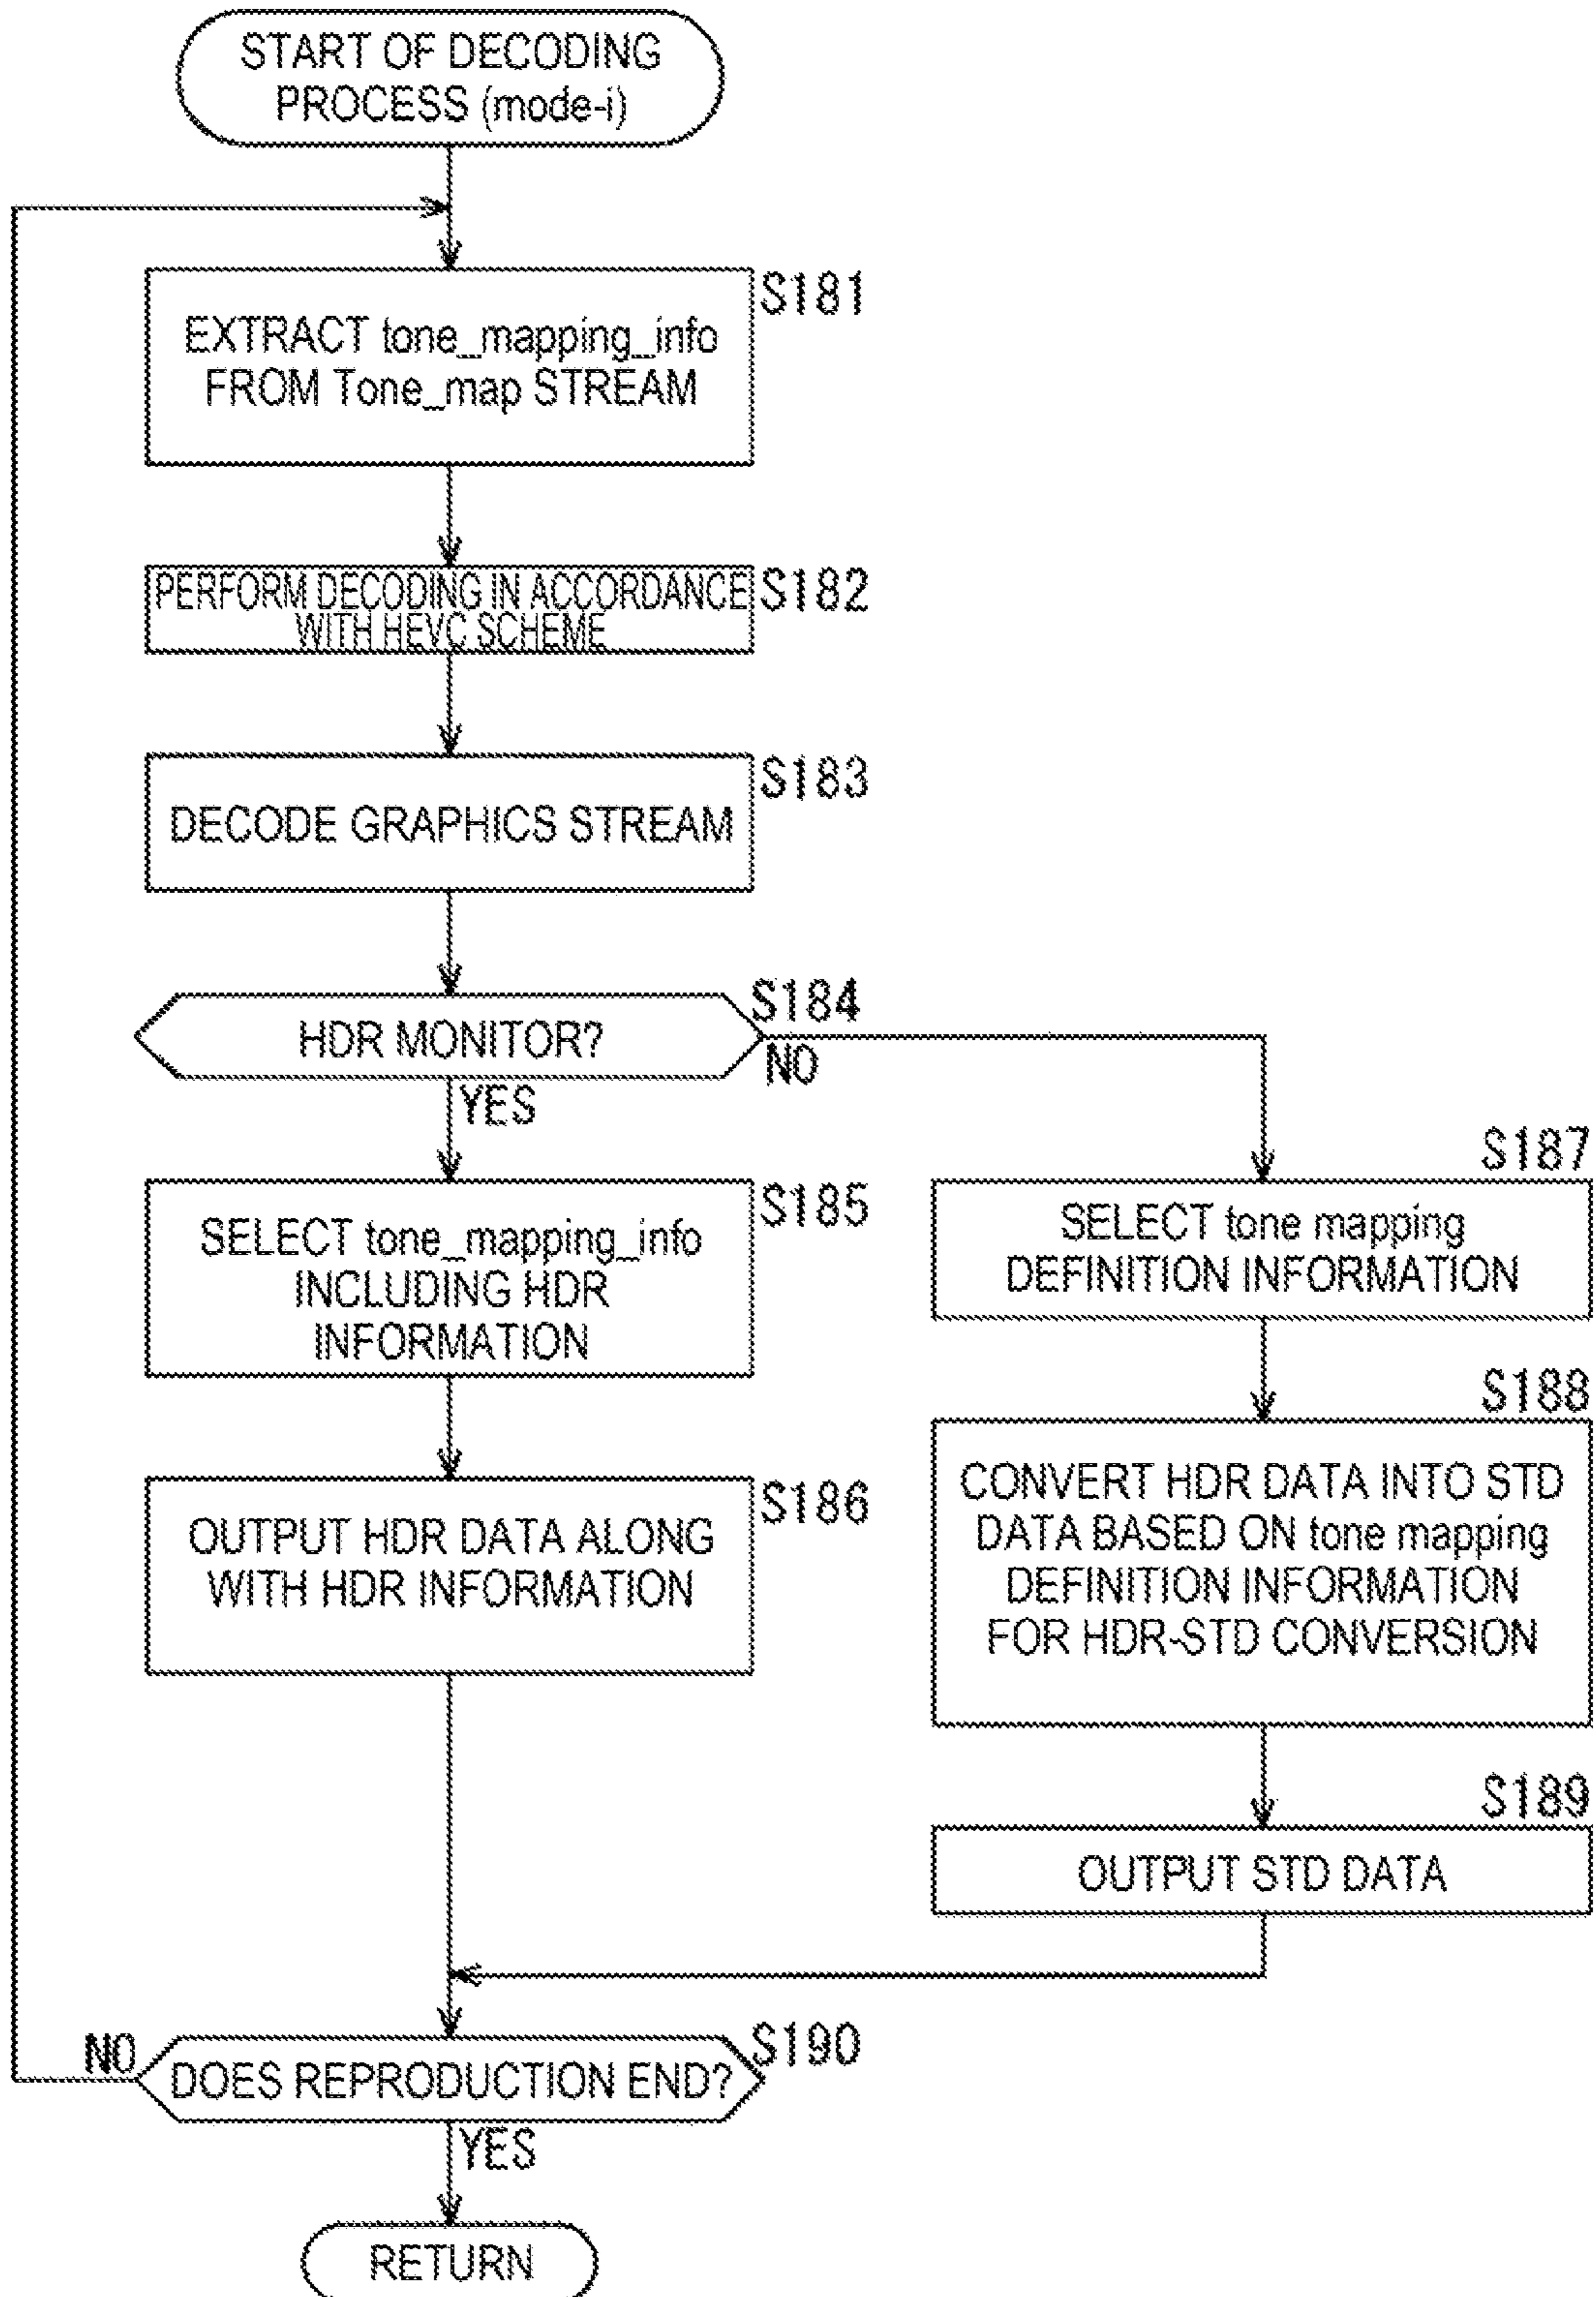 START OF DECODING
PROCESS (mode-i)
S181
EXTRACT tone_mapping_info
FROM Tone_map STREAM
S182
PERFORM DECODING IN ACCORDANCE
WITH HEVC SCHEME
S183
DECODE GRAPHICS STREAM
S184
HDR MONITOR?
NO
YES
S185
SELECT tone_mapping_info
INCLUDING HDR
INFORMATION
S186
OUTPUT HDR DATA ALONG
WITH HDR INFORMATION
S187
SELECT tone mapping
DEFINITION INFORMATION
S188
CONVERT HDR DATA INTO STD
DATA BASED ON tone mapping
DEFINITION INFORMATION
FOR HDR-STD CONVERSION
S189
OUTPUT STD DATA
S190
NO
DOES REPRODUCTION END?
YES
RETURN